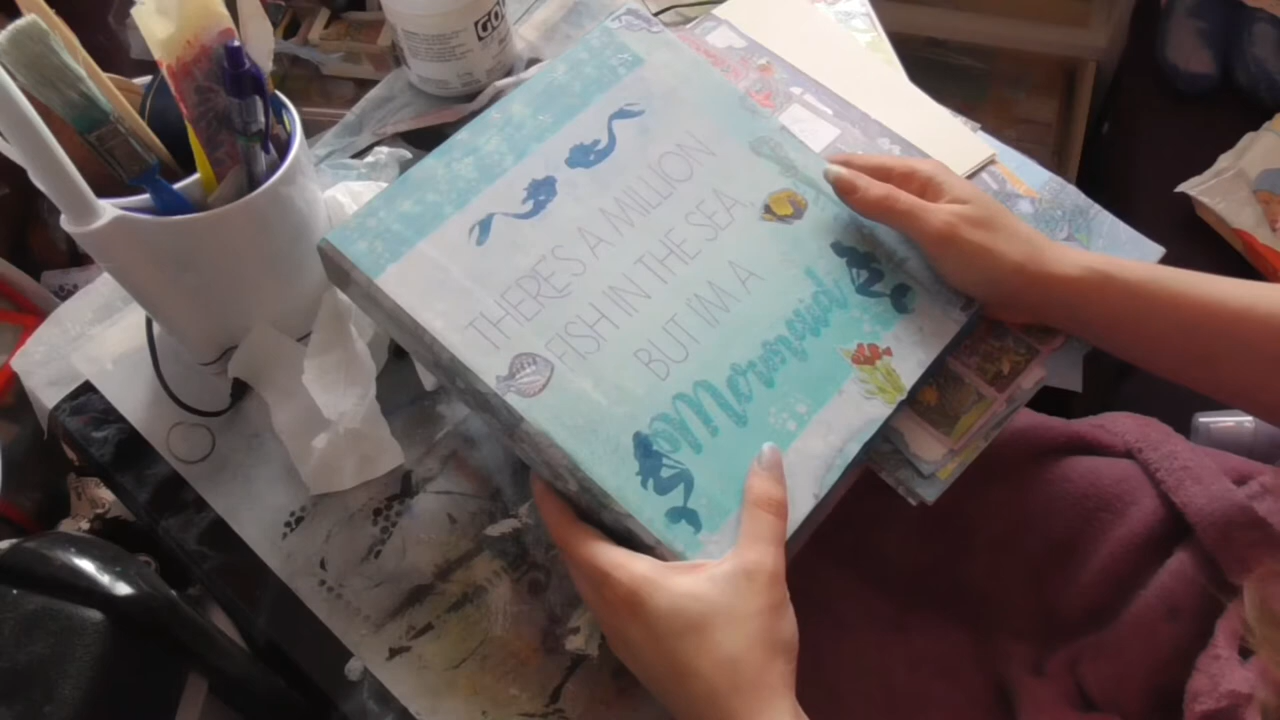 THERE'S A MILLION
FISH IN THE SEA,
BUT I'M A
Mermaid